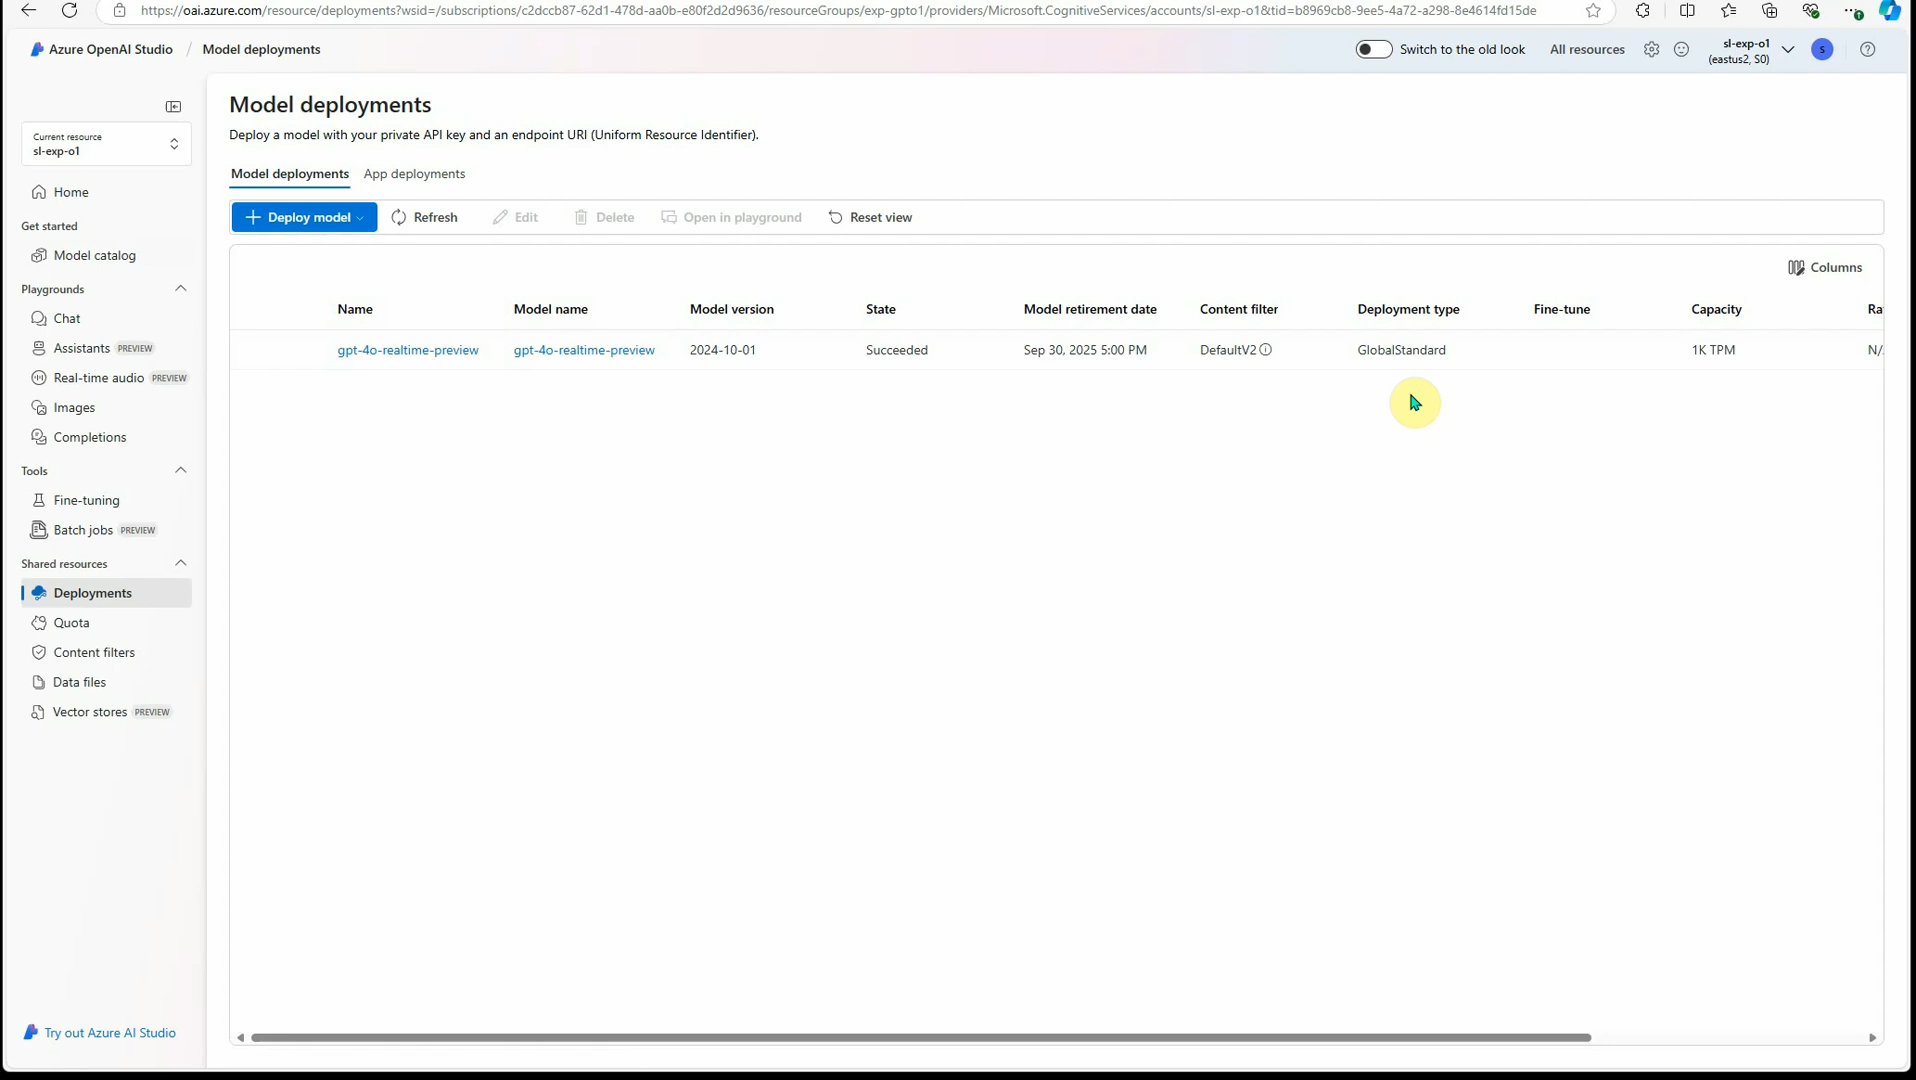 https://oai.azure.com/resource/deployments?wsid=/subscriptions/c2dccb87-62d1-478d-aa0b-e80f2d2d9636/resourceGroups/exp-gpto1/providers/Microsoft.CognitiveServices/accounts/sl-exp-o1&tid=b8969cb8-9ee5-4a72-a298-8e4614fd15de
Azure OpenAI Studio / Model deployments
Switch to the old look
All resources
sl-exp-o1
(eastus2, S0)
S
Current resource
sl-exp-o1
Home
Get started
Model catalog
Playgrounds
Chat
Assistants PREVIEW
Real-time audio PREVIEW
Images
Completions
Tools
Fine-tuning
Batch jobs PREVIEW
Shared resources
Deployments
Quota
Content filters
Data files
Vector stores PREVIEW
Try out Azure AI Studio
Model deployments
Deploy a model with your private API key and an endpoint URI (Uniform Resource Identifier).
Model deployments App deployments
Deploy model Refresh Edit Delete Open in playground Reset view
Columns
Name Model name Model version State Model retirement date Content filter Deployment type Fine-tune Capacity
gpt-4o-realtime-preview gpt-4o-realtime-preview 2024-10-01 Succeeded Sep 30, 2025 5:00 PM DefaultV2 GlobalStandard 1K TPM